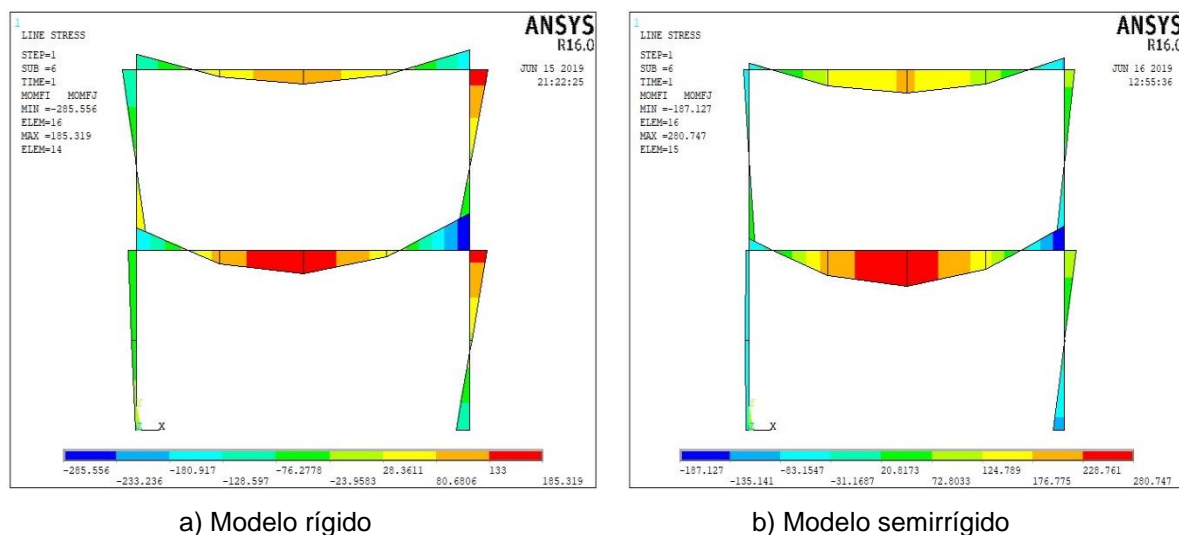 1
ANSYS
R16.0
LINE STRESS
STEP=1
SUB =6
TIME=1
MOMFI MOMFJ
MIN =-285.556
ELEM=16
MAX =185.319
ELEM=14
JUN 15 2019
21:22:25
X
-285.556 -180.917 -76.2778 28.3611 133
-233.236 -128.597 -23.9583 80.6806 185.319
a) Modelo rígido
1
ANSYS
R16.0
LINE STRESS
STEP=1
SUB =6
TIME=1
MOMFI MOMFJ
MIN =-187.127
ELEM=16
MAX =280.747
ELEM=15
JUN 16 2019
12:55:36
X
-187.127 -83.1547 20.8173 124.789 228.761
-135.141 -31.1687 72.8033 176.775 280.747
b) Modelo semirrígido